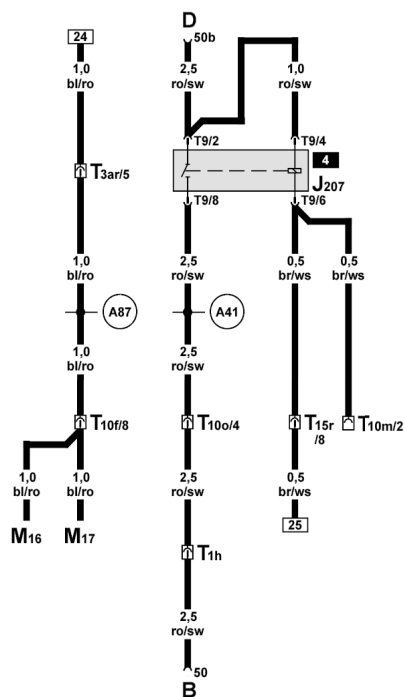 24
D
50b
1,0
bl/ro
2,5
ro/sw
1,0
ro/sw
T9/2
T9/4
4
J207
T3ar/5
T9/8
T9/6
1,0
bl/ro
2,5
ro/sw
0,5
br/ws
0,5
br/ws
A87
A41
1,0
bl/ro
2,5
ro/sw
T10f/8
T10o/4
T15r
/8
T10m/2
1,0
bl/ro
1,0
bl/ro
2,5
ro/sw
0,5
br/ws
M16
M17
25
T1h
2,5
ro/sw
50
B